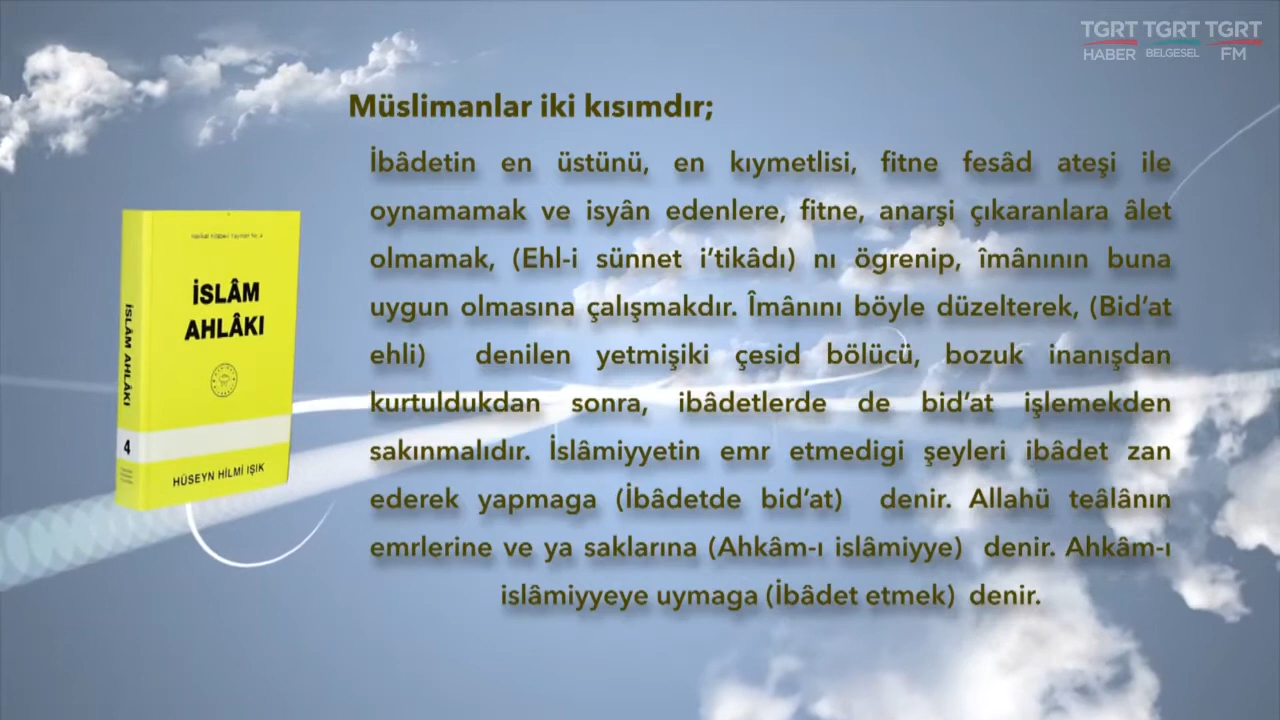 TGRT TGRT TGRT
HABER BELGESEL FM
Müslimanlar iki kısımdır;
İbâdetin en üstünü, en kıymetlisi, fitne fesâd ateşi ile
oynamamak ve isyân edenlere, fitne, anarşi çıkaranlara âlet
olmamak, (Ehl-i sünnet i’tikâdı) nı ögrenip, îmânının buna
uygun olmasına çalışmakdır. Îmânını böyle düzelterek, (Bid’at
ehli) denilen yetmişiki çesid bölücü, bozuk inanışdan
kurtuldukdan sonra, ibâdetlerde de bid’at işlemekden
sakınmalıdır. İslâmiyyetin emr etmedigi şeyleri ibâdet zan
ederek yapmaga (İbâdetde bid’at) denir. Allahü teâlânın
emrlerine ve ya saklarına (Ahkâm-ı islâmiyye) denir. Ahkâm-ı
islâmiyyeye uymaga (İbâdet etmek) denir.
İSLÂM
AHLÂKI
HÜSEYN HİLMİ IŞIK
İSLÂM AHLÂKI
4